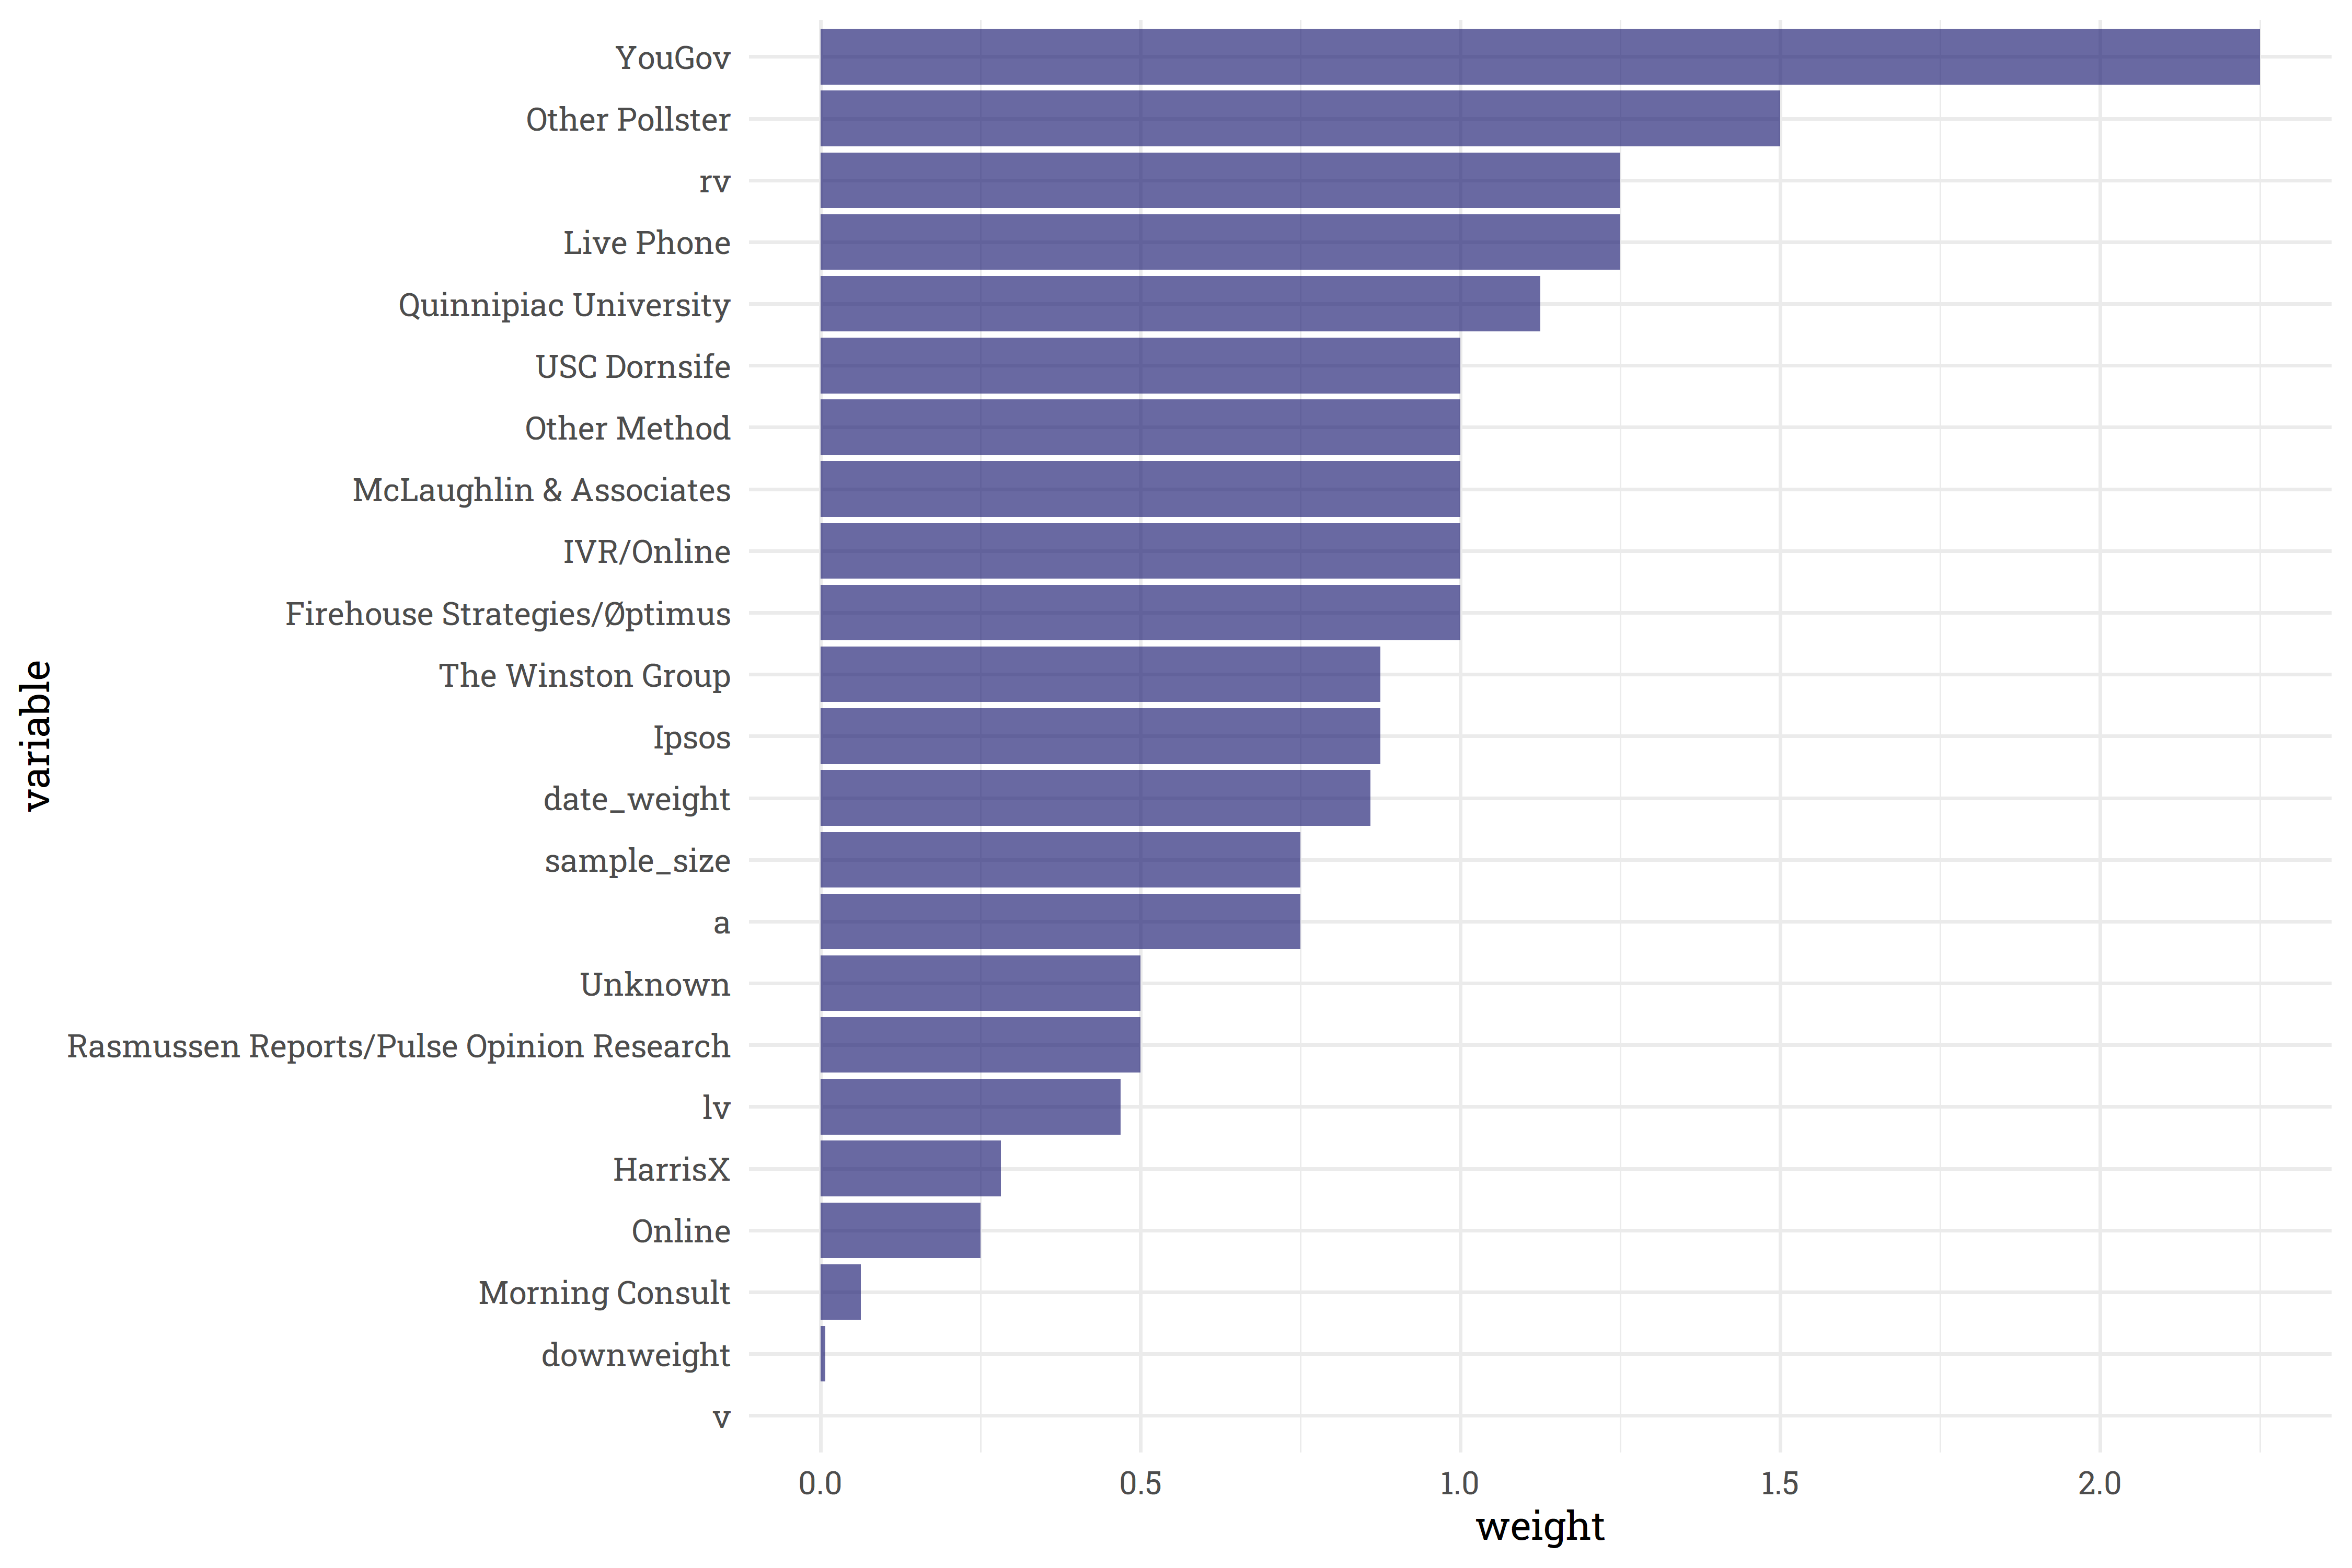 YouGov
Other Pollster
rv
Live Phone
Quinnipiac University
USC Dornsife
Other Method
McLaughlin & Associates
IVR/Online
Firehouse Strategies/Øptimus
The Winston Group
Ipsos
date_weight
sample_size
a
Unknown
Rasmussen Reports/Pulse Opinion Research
lv
HarrisX
Online
Morning Consult
downweight
v
variable
0.0 0.5 1.0 1.5 2.0
weight